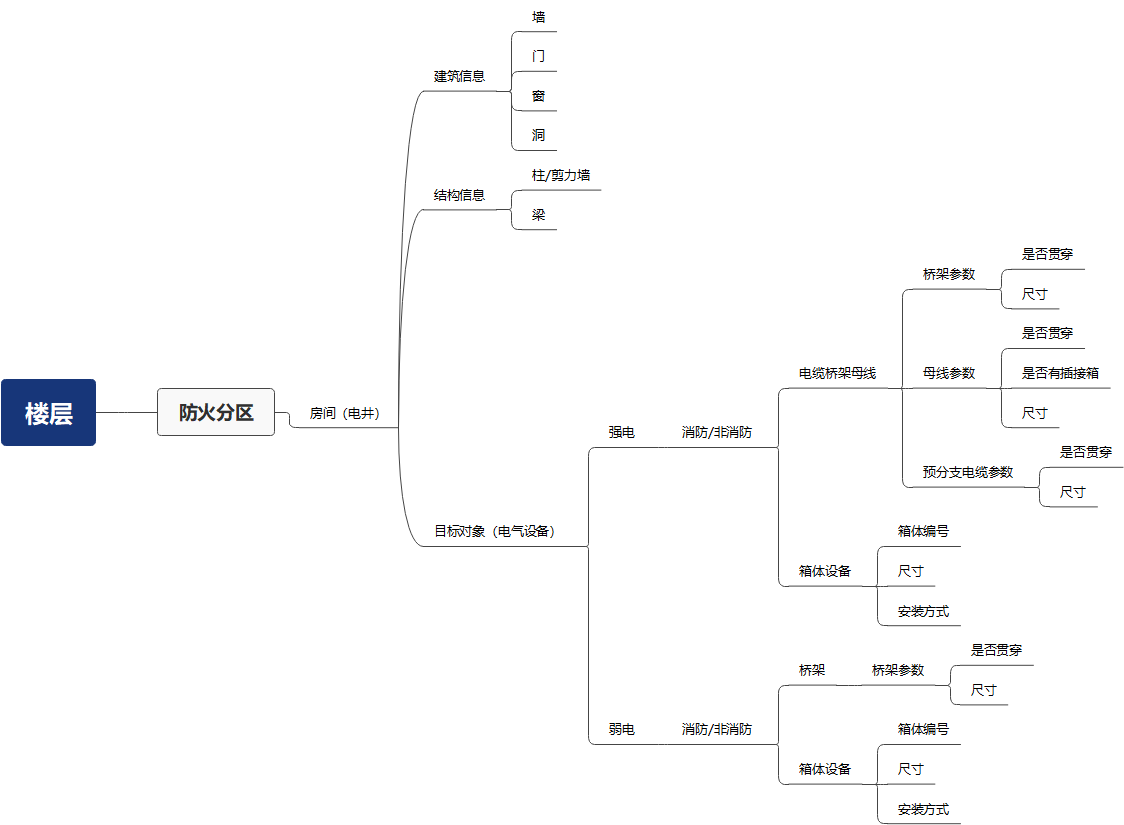 楼层
防火分区
房间（电井）
建筑信息
墙
门
窗
洞
结构信息
柱/剪力墙
梁
目标对象（电气设备）
强电
消防/非消防
电缆桥架母线
桥架参数
是否贯穿
尺寸
母线参数
是否贯穿
是否有插接箱
尺寸
预分支电缆参数
是否贯穿
尺寸
箱体设备
箱体编号
尺寸
安装方式
弱电
消防/非消防
桥架
桥架参数
是否贯穿
尺寸
箱体设备
箱体编号
尺寸
安装方式